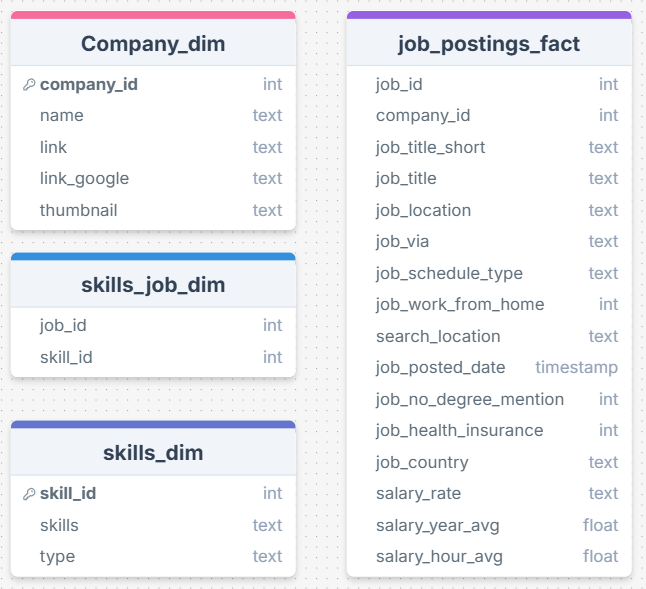 Company_dim
company_id int
name text
link text
link_google text
thumbnail text
skills_job_dim
job_id int
skill_id int
skills_dim
skill_id int
skills text
type text
job_postings_fact
job_id int
company_id int
job_title_short text
job_title text
job_location text
job_via text
job_schedule_type text
job_work_from_home int
search_location text
job_posted_date timestamp
job_no_degree_mention int
job_health_insurance int
job_country text
salary_rate text
salary_year_avg float
salary_hour_avg float